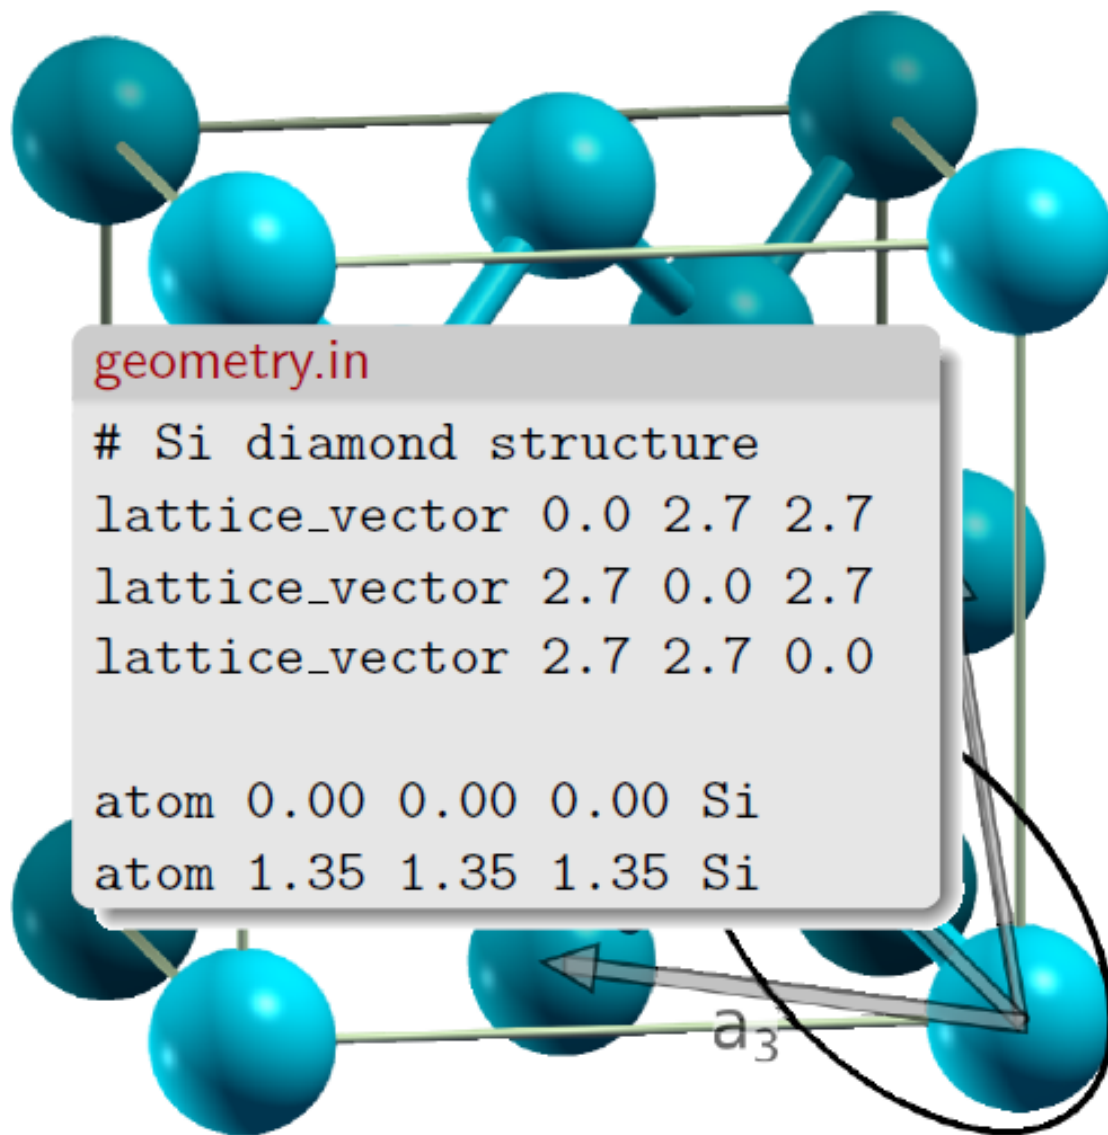 geometry.in
# Si diamond structure
lattice_vector 0.0 2.7 2.7
lattice_vector 2.7 0.0 2.7
lattice_vector 2.7 2.7 0.0
atom 0.00 0.00 0.00 Si
atom 1.35 1.35 1.35 Si
a₃